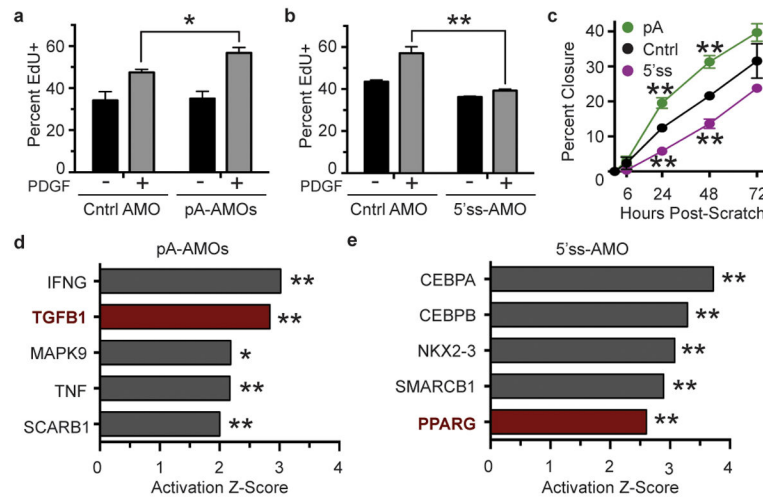 a
*
Percent EdU+
60
40
20
0
PDGF - + - +
Cntrl AMO pA-AMOs
b
**
Percent EdU+
60
40
20
0
PDGF - + - +
Cntrl AMO 5'ss-AMO
c
Percent Closure
40
30
20
10
0
pA
Cntrl
5'ss
**
**
**
**
6 24 48 72
Hours Post-Scratch
d
pA-AMOs
IFNG **
TGFB1 **
MAPK9 *
TNF **
SCARB1 **
0 1 2 3 4
Activation Z-Score
e
5'ss-AMO
CEBPA **
CEBPB **
NKX2-3 **
SMARCB1 **
PPARG **
0 1 2 3 4
Activation Z-Score